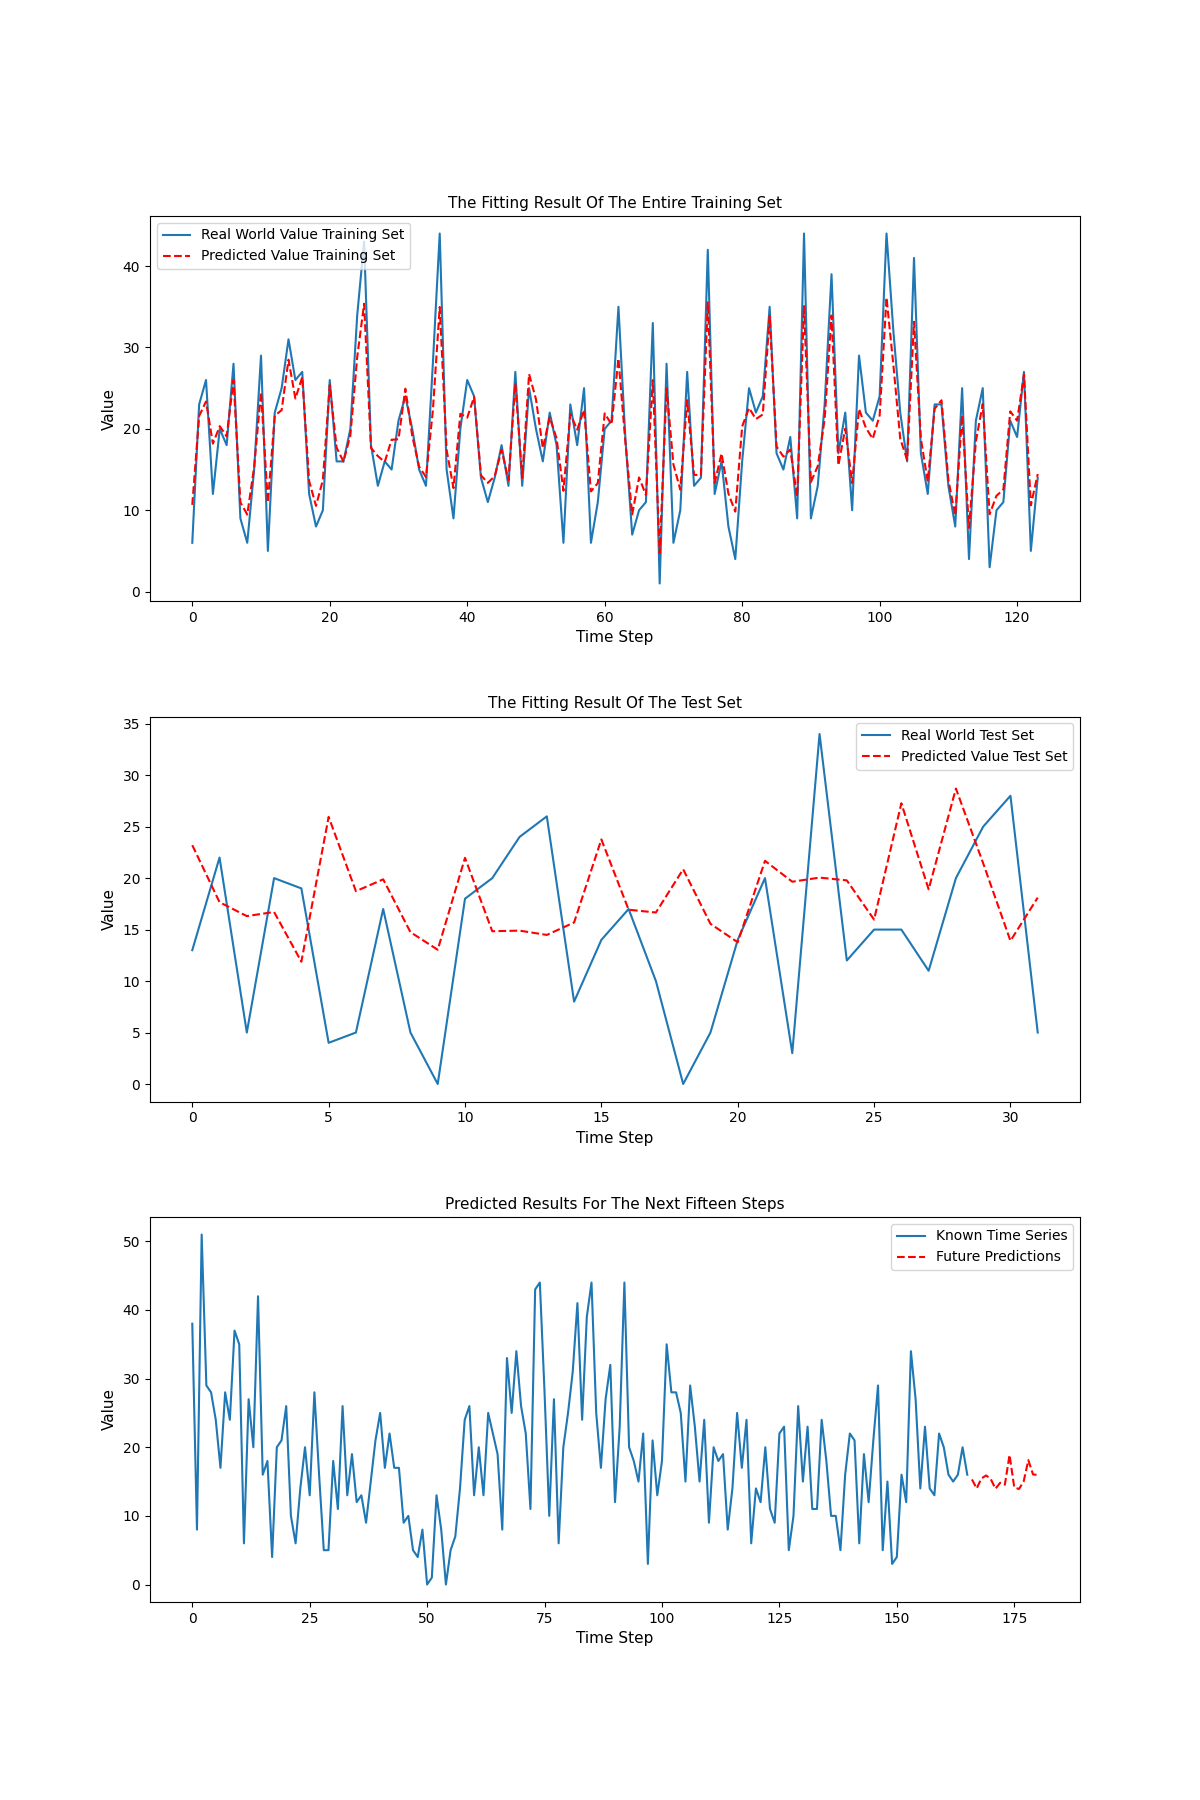 The Fitting Result Of The Entire Training Set
Real World Value Training Set
Predicted Value Training Set
Value
40
30
20
10
0
0 20 40 60 80 100 120
Time Step
The Fitting Result Of The Test Set
Real World Test Set
Predicted Value Test Set
Value
35
30
25
20
15
10
5
0
0 5 10 15 20 25 30
Time Step
Predicted Results For The Next Fifteen Steps
Known Time Series
Future Predictions
Value
50
40
30
20
10
0
0 25 50 75 100 125 150 175
Time Step